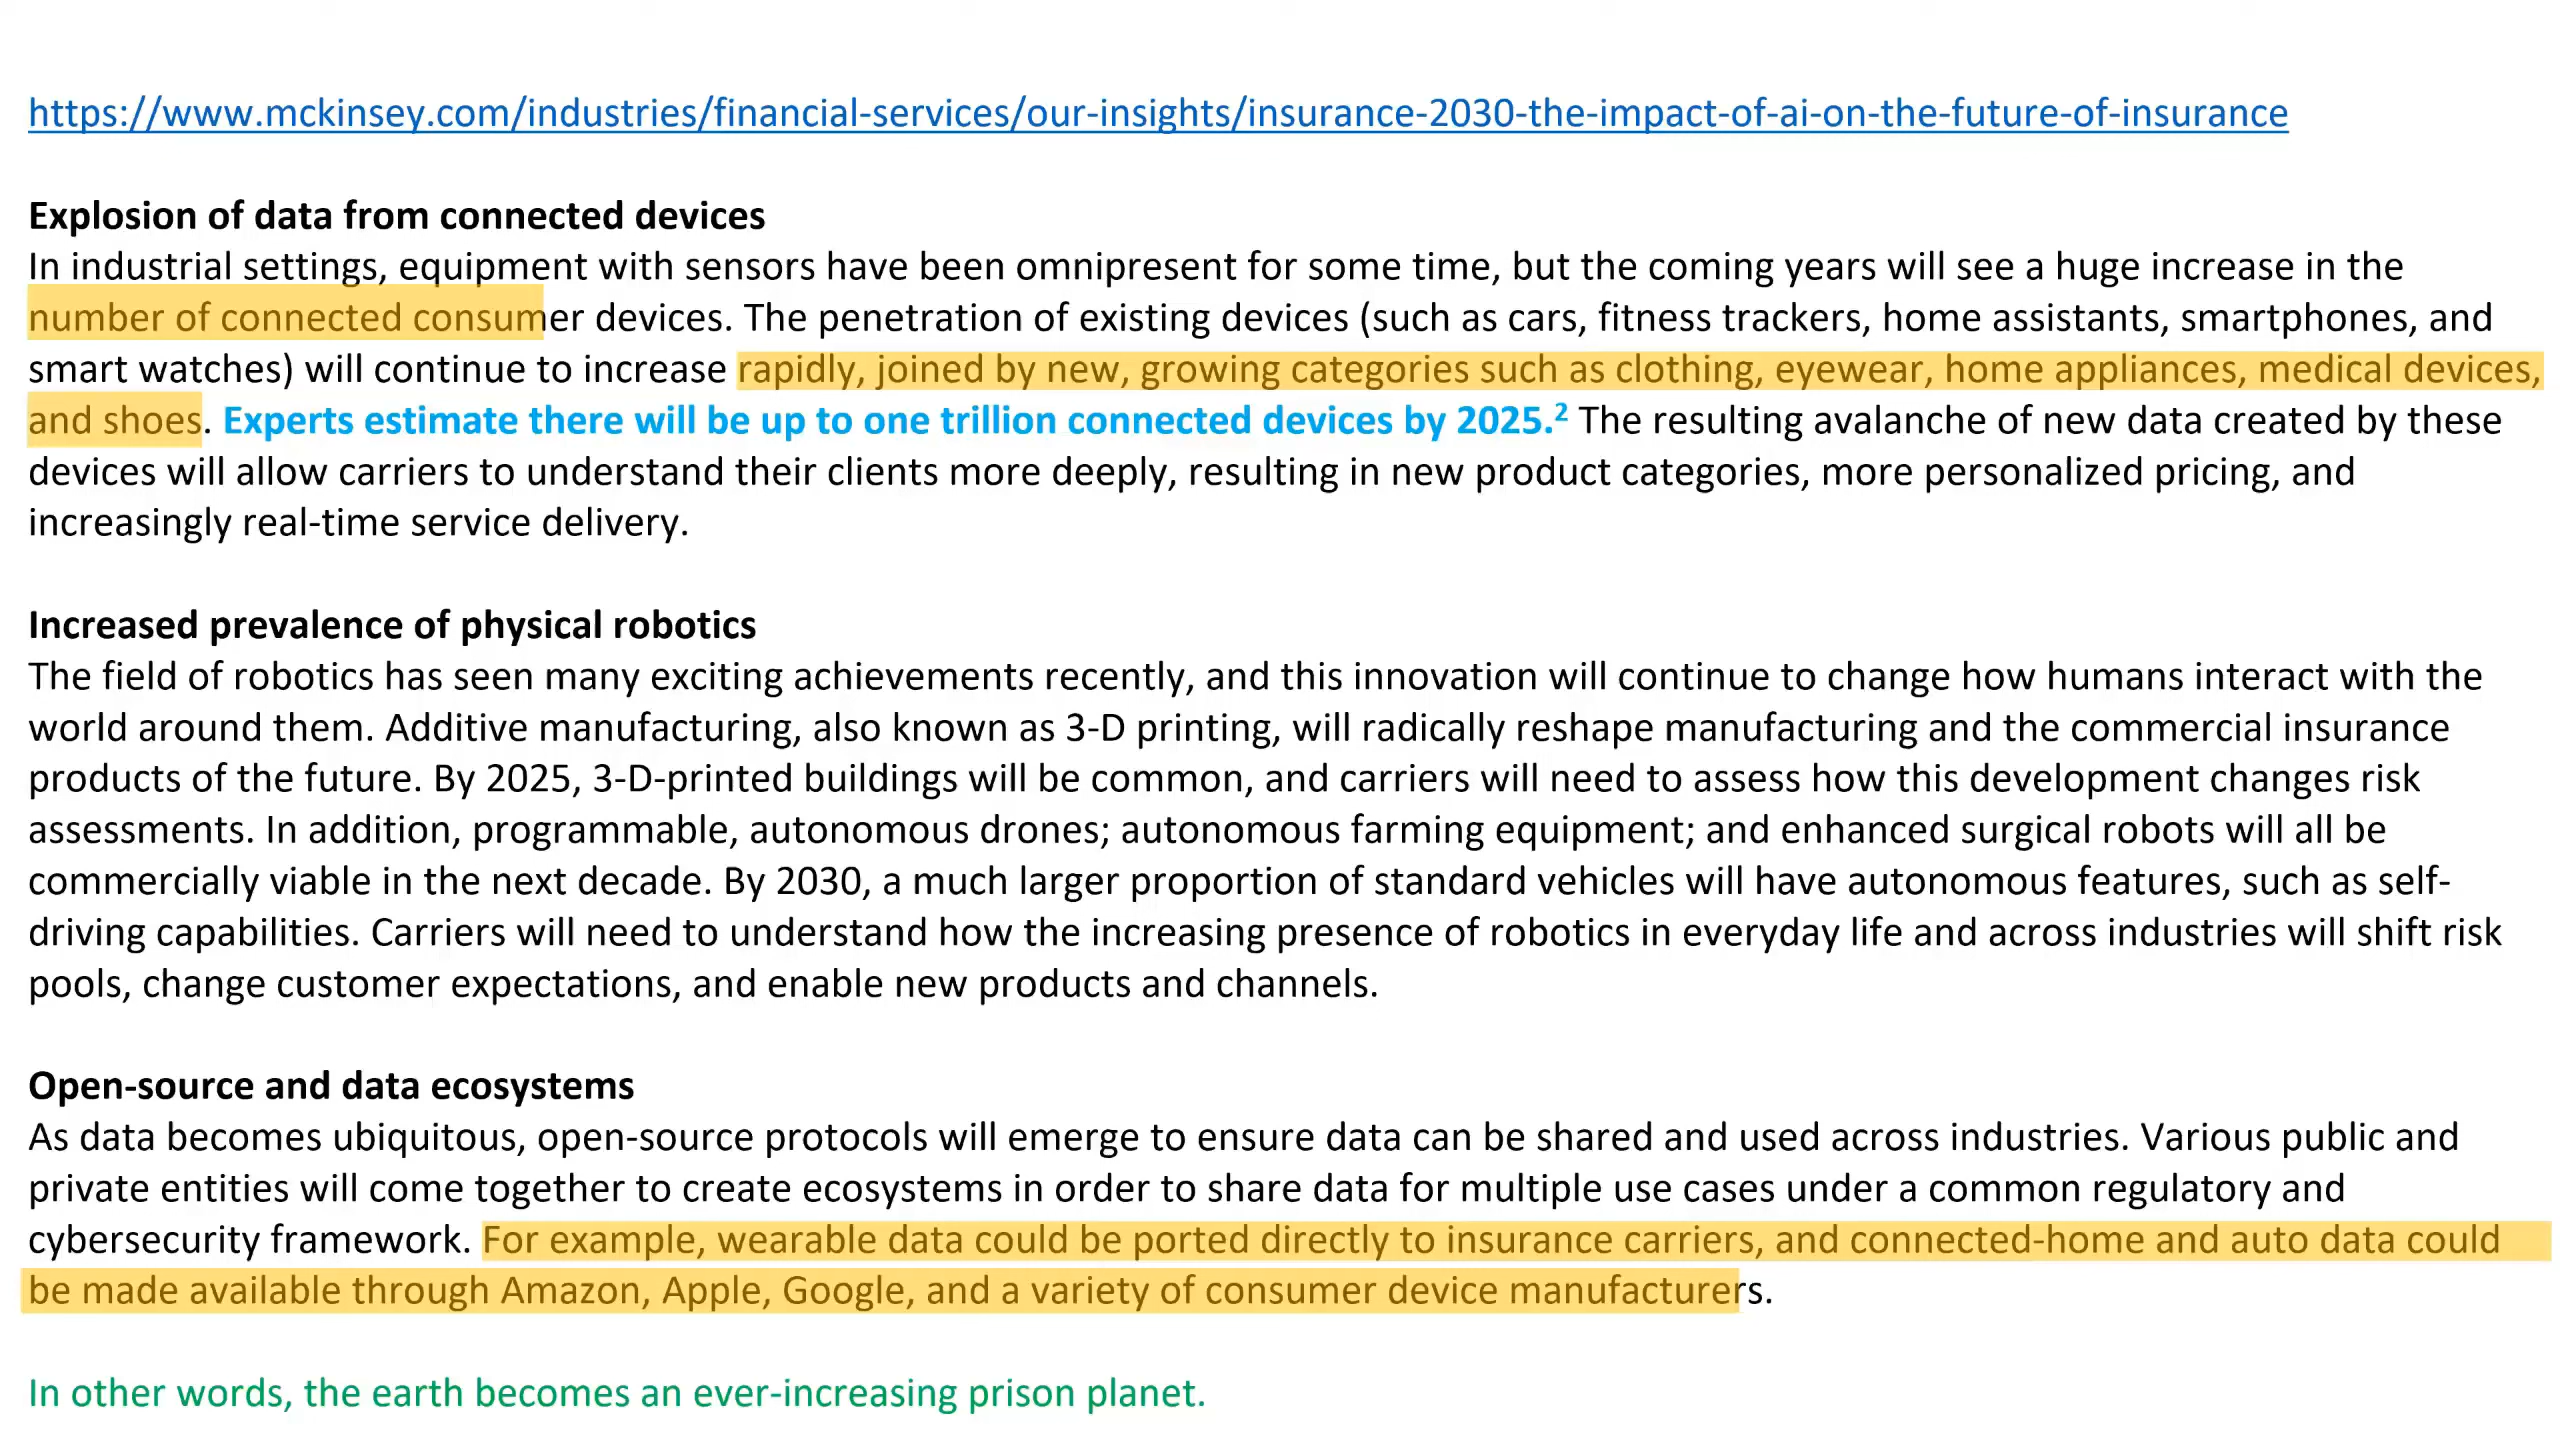 https://www.mckinsey.com/industries/financial-services/our-insights/insurance-2030-the-impact-of-ai-on-the-future-of-insurance
Explosion of data from connected devices
In industrial settings, equipment with sensors have been omnipresent for some time, but the coming years will see a huge increase in the
number of connected consumer devices. The penetration of existing devices (such as cars, fitness trackers, home assistants, smartphones, and
smart watches) will continue to increase rapidly, joined by new, growing categories such as clothing, eyewear, home appliances, medical devices,
and shoes. Experts estimate there will be up to one trillion connected devices by 2025.² The resulting avalanche of new data created by these
devices will allow carriers to understand their clients more deeply, resulting in new product categories, more personalized pricing, and
increasingly real-time service delivery.
Increased prevalence of physical robotics
The field of robotics has seen many exciting achievements recently, and this innovation will continue to change how humans interact with the
world around them. Additive manufacturing, also known as 3-D printing, will radically reshape manufacturing and the commercial insurance
products of the future. By 2025, 3-D-printed buildings will be common, and carriers will need to assess how this development changes risk
assessments. In addition, programmable, autonomous drones; autonomous farming equipment; and enhanced surgical robots will all be
commercially viable in the next decade. By 2030, a much larger proportion of standard vehicles will have autonomous features, such as self-
driving capabilities. Carriers will need to understand how the increasing presence of robotics in everyday life and across industries will shift risk
pools, change customer expectations, and enable new products and channels.
Open-source and data ecosystems
As data becomes ubiquitous, open-source protocols will emerge to ensure data can be shared and used across industries. Various public and
private entities will come together to create ecosystems in order to share data for multiple use cases under a common regulatory and
cybersecurity framework. For example, wearable data could be ported directly to insurance carriers, and connected-home and auto data could
be made available through Amazon, Apple, Google, and a variety of consumer device manufacturers.
In other words, the earth becomes an ever-increasing prison planet.